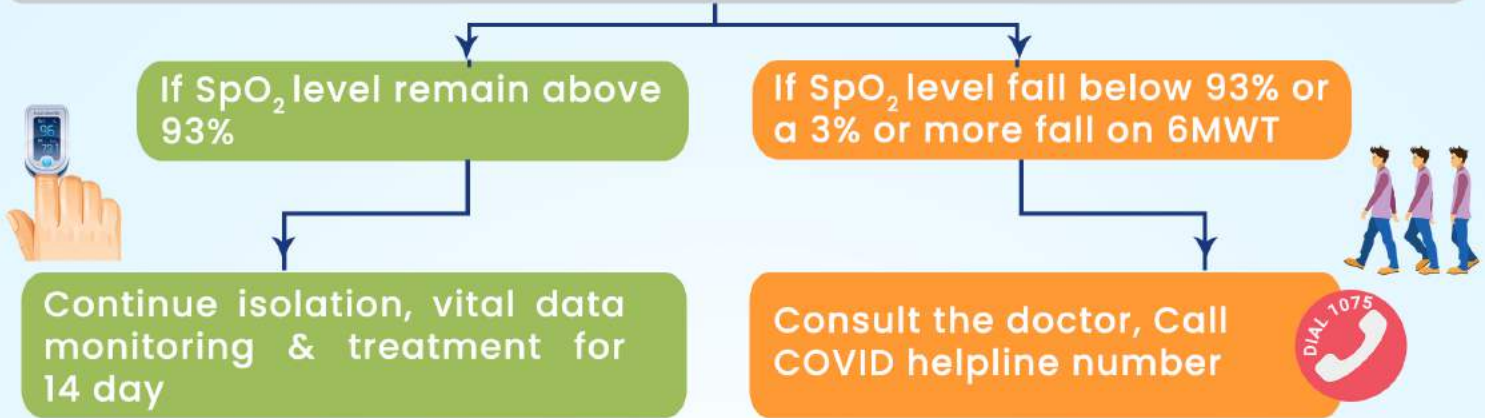 If SpO₂ level remain above
93%
If SpO₂ level fall below 93% or
a 3% or more fall on 6MWT
96
Continue isolation, vital data
monitoring & treatment for
14 day
Consult the doctor, Call
COVID helpline number
DIAL 1075